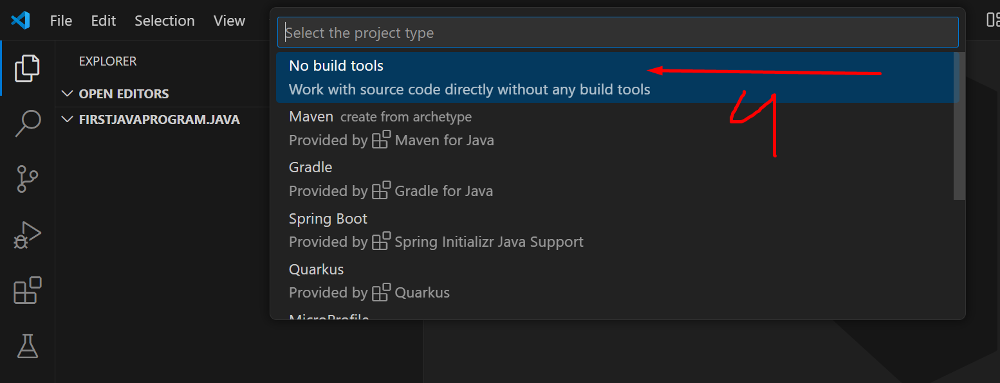 File Edit Selection View
Select the project type
EXPLORER
OPEN EDITORS
FIRSTJAVAPROGRAM.JAVA
No build tools
Work with source code directly without any build tools
Maven create from archetype
Provided by Maven for Java
Gradle
Provided by Gradle for Java
Spring Boot
Provided by Spring Initializr Java Support
Quarkus
Provided by Quarkus
MicroProfile
1